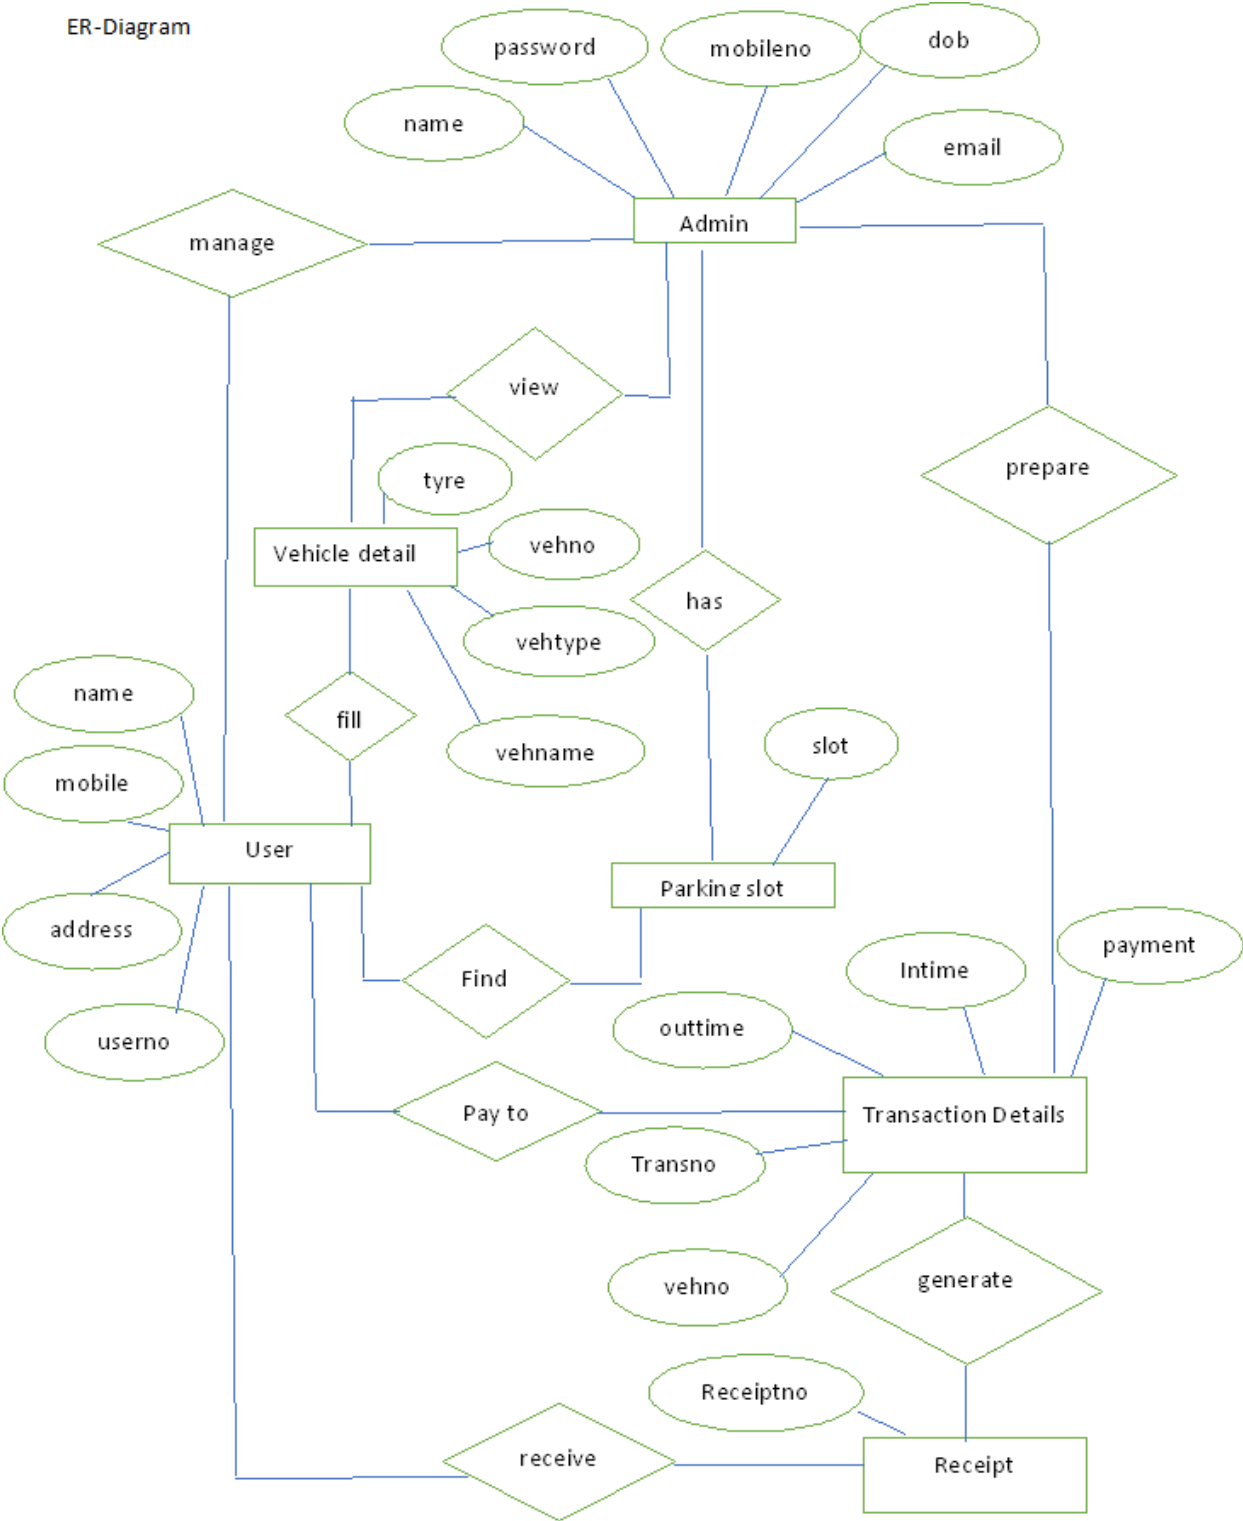 ER-Diagram
password
mobileno
dob
name
email
Admin
manage
view
prepare
tyre
Vehicle detail
vehno
has
vehtype
name
fill
vehname
slot
mobile
User
Parking slot
address
payment
Intime
Find
outtime
userno
Pay to
Transaction Details
Transno
generate
vehno
Receiptno
receive
Receipt